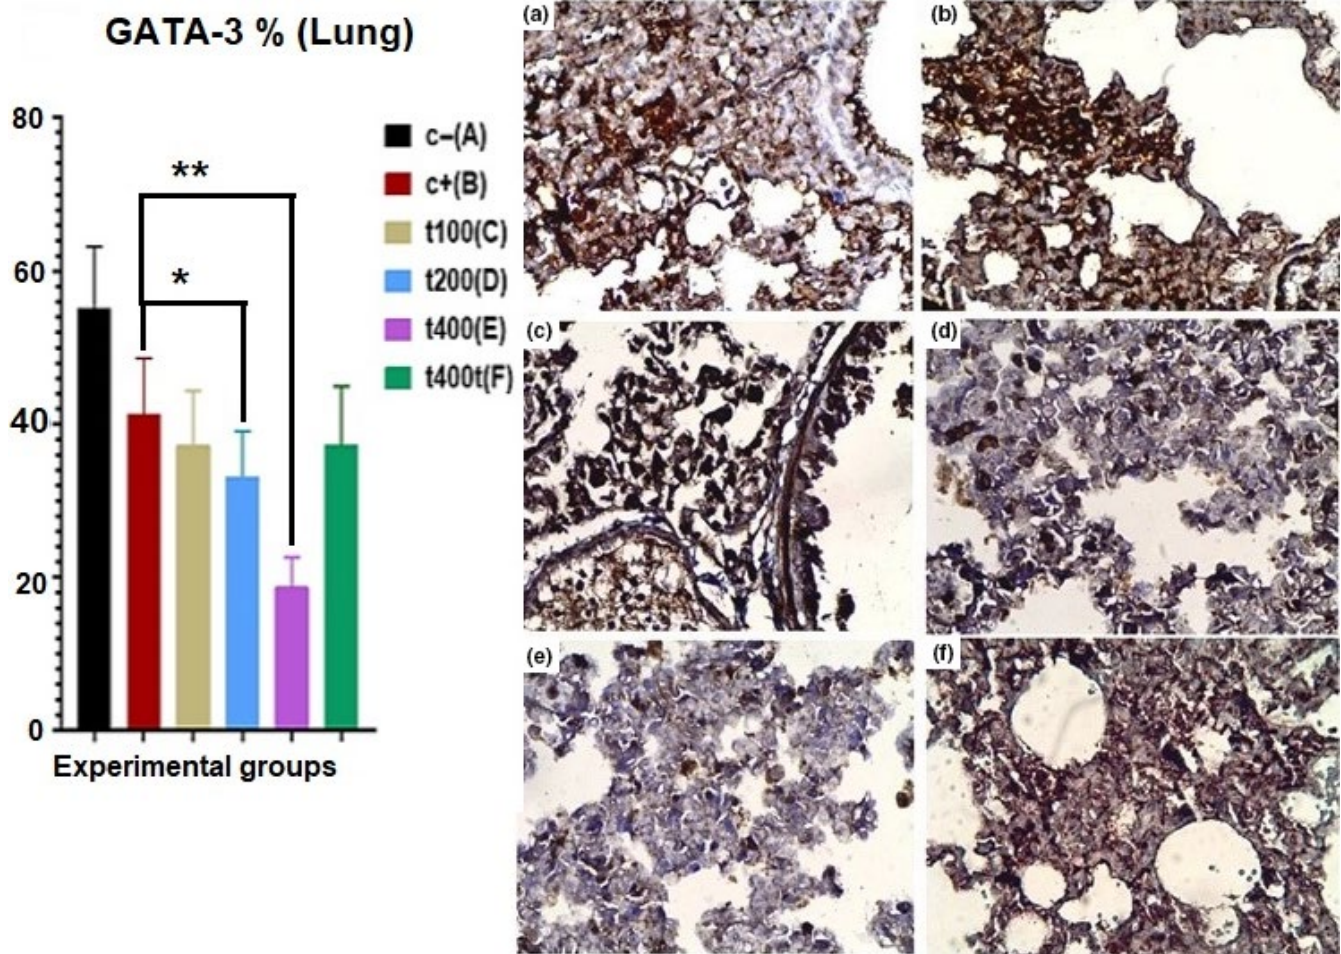 GATA-3 % (Lung)
80
60
40
20
0
**
*
c−(A)
c+(B)
t100(C)
t200(D)
t400(E)
t400t(F)
Experimental groups
(a)
(b)
(c)
(d)
(e)
(f)